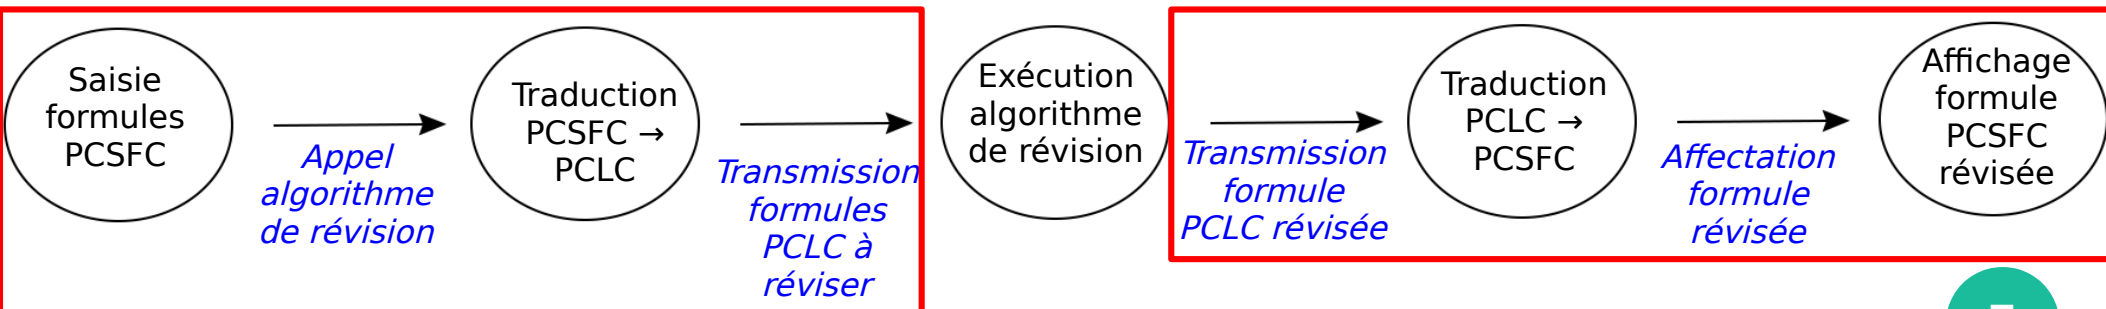 Saisie
formules
PCSFC
Appel
algorithme
de révision
Traduction
PCSFC →
PCLC
Transmission
formules
PCLC à
réviser
Exécution
algorithme
de révision
Transmission
formule
PCLC révisée
Traduction
PCLC →
PCSFC
Affectation
formule
révisée
Affichage
formule
PCSFC
révisée